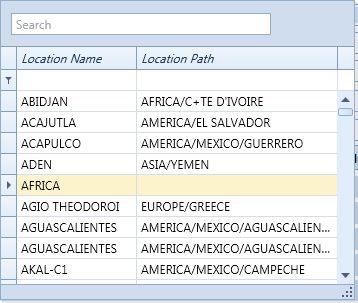 Search
Location Name Location Path
ABIDJAN AFRICA/C+TE D'IVOIRE
ACAJUTLA AMERICA/EL SALVADOR
ACAPULCO AMERICA/MEXICO/GUERRERO
ADEN ASIA/YEMEN
AFRICA
AGIO THEODOROI EUROPE/GREECE
AGUASCALIENTES AMERICA/MEXICO/AGUASCALIEN...
AGUASCALIENTES AMERICA/MEXICO/AGUASCALIEN...
AKAL-C1 AMERICA/MEXICO/CAMPECHE